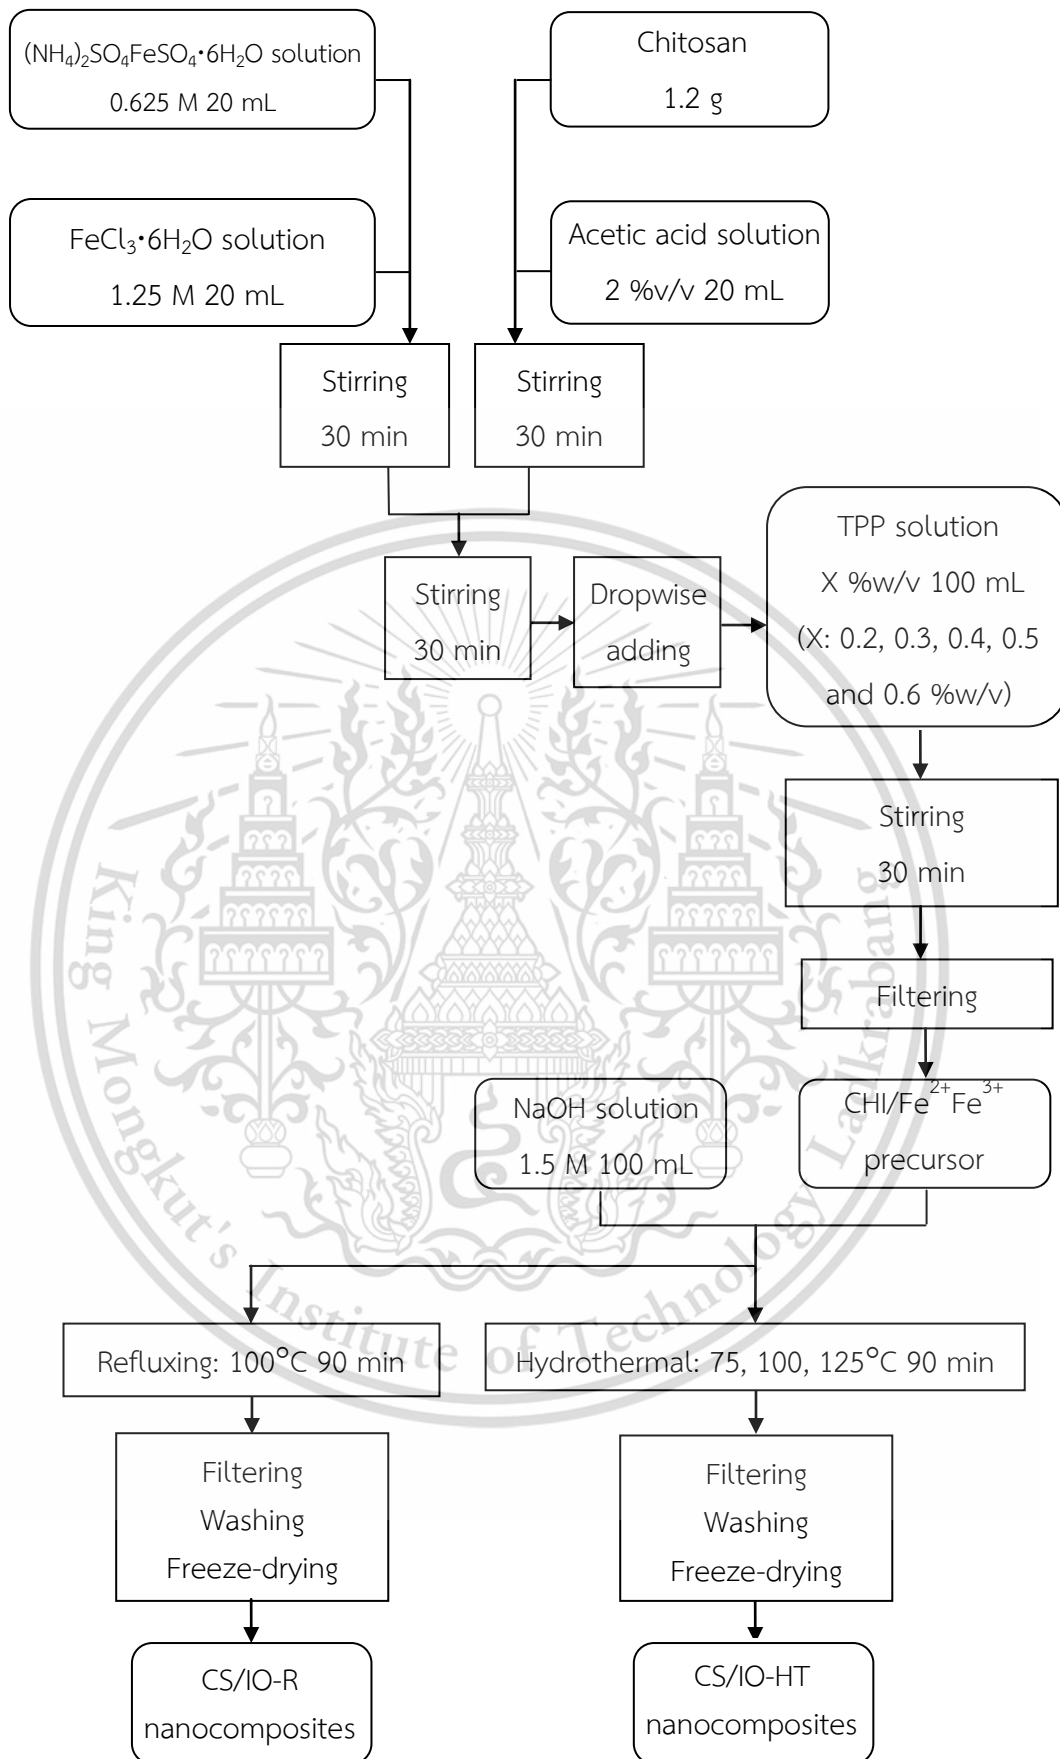 (NH₄)₂SO₄FeSO₄•6H₂O solution
0.625 M 20 mL
Chitosan
1.2 g
FeCl₃•6H₂O solution
1.25 M 20 mL
Acetic acid solution
2 %v/v 20 mL
Stirring
30 min
Stirring
30 min
Stirring
30 min
Dropwise
adding
TPP solution
X %w/v 100 mL
(X: 0.2, 0.3, 0.4, 0.5
and 0.6 %w/v)
Stirring
30 min
Filtering
NaOH solution
1.5 M 100 mL
CHI/Fe²⁺Fe³⁺
precursor
Refluxing: 100°C 90 min
Hydrothermal: 75, 100, 125°C 90 min
Filtering
Washing
Freeze-drying
Filtering
Washing
Freeze-drying
CS/IO-R
nanocomposites
CS/IO-HT
nanocomposites
King Mongkut's Institute of Technology Ladkrabang